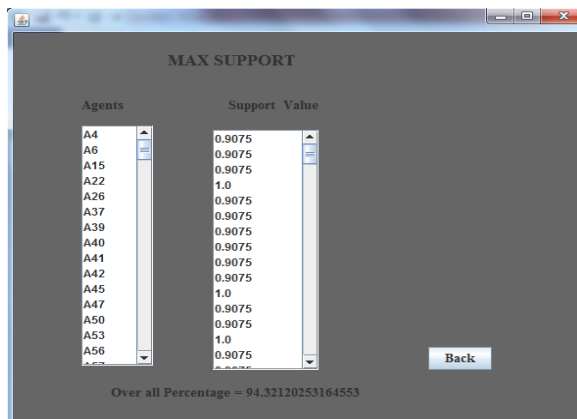 MAX SUPPORT
Agents
Support Value
A4
A6
A15
A22
A26
A37
A39
A40
A41
A42
A45
A47
A50
A53
A56
0.9075
0.9075
0.9075
1.0
0.9075
0.9075
0.9075
0.9075
0.9075
0.9075
1.0
0.9075
0.9075
1.0
0.9075
Back
Over all Percentage = 94.32120253164553